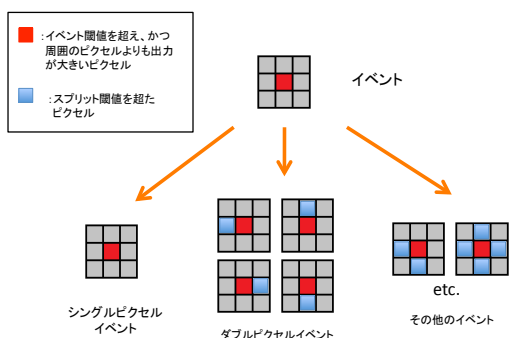 :イベント閾値を超え、かつ
周囲のピクセルよりも出力
が大きいピクセル
:スプリット閾値を超た
ピクセル
イベント
シングルピクセル
イベント
ダブルピクセルイベント
etc.
その他のイベント